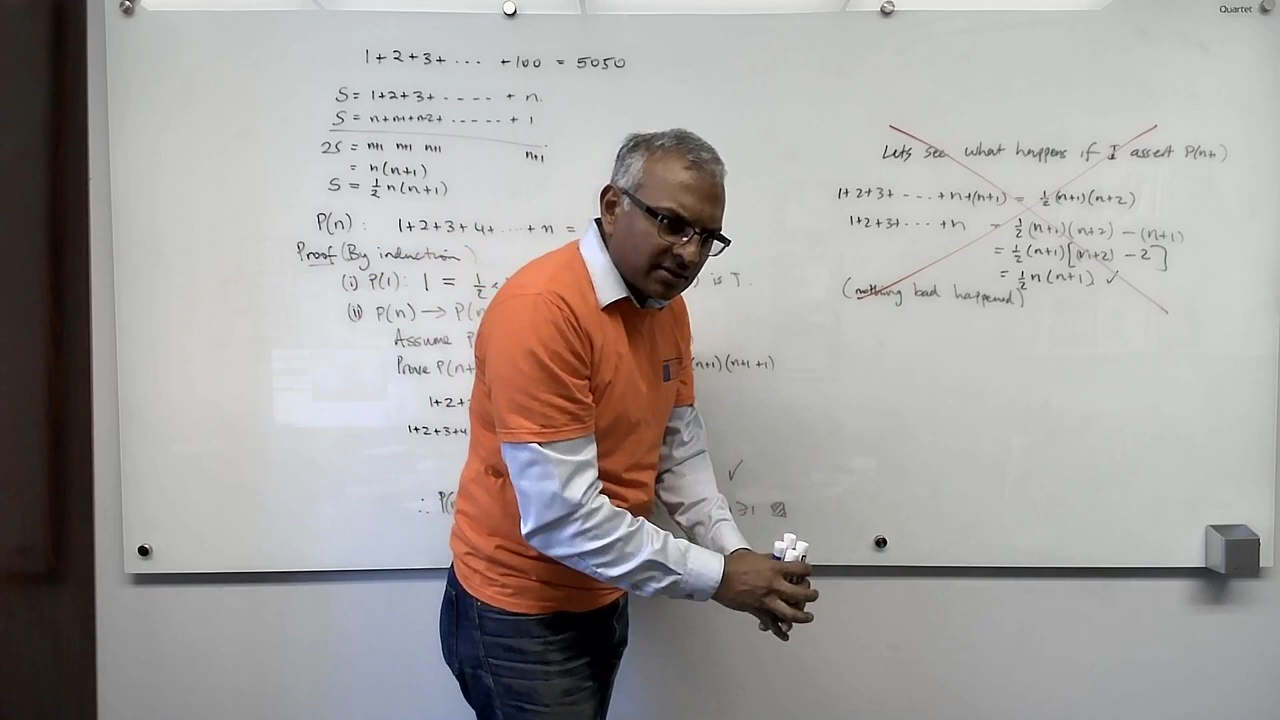 Quartet
1+2+3+ ... +100 = 5050
S = 1+2+3+ - - - - - + n.
S = n+n-1+n-2+ ...... + 1
2S = n+1 n+1 n+1 n+1
= n(n+1)
S = ½ n(n+1)
P(n): 1+2+3+4+ ... + n =
Proof (By induction)
(i) P(1): 1 = ½ is T.
(ii) P(n) → P(n
Assume P
Prove P(n+ (n+1)(n+1+1)
1+2+
1+2+3+4
✓
∴ P( ≥1
Lets see what happens if I assert P(n+1)
1+2+3+ - ... + n+(n+1) = ½(n+1)(n+2)
1+2+3+ ... + n = ½(n+1)(n+2) - (n+1)
= ½(n+1)[(n+2) - 2]
= ½ n(n+1) ✓
(nothing bad happened)